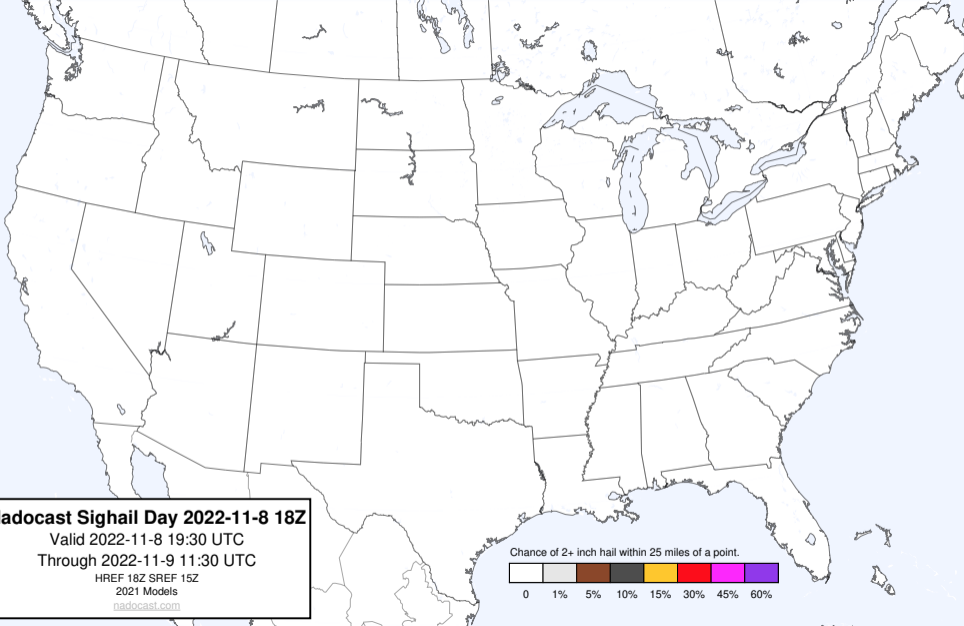 adocast Sighail Day 2022-11-8 18Z
Valid 2022-11-8 19:30 UTC
Through 2022-11-9 11:30 UTC
HREF 18Z SREF 15Z
2021 Models
nadocast.com
Chance of 2+ inch hail within 25 miles of a point.
0 1% 5% 10% 15% 30% 45% 60%